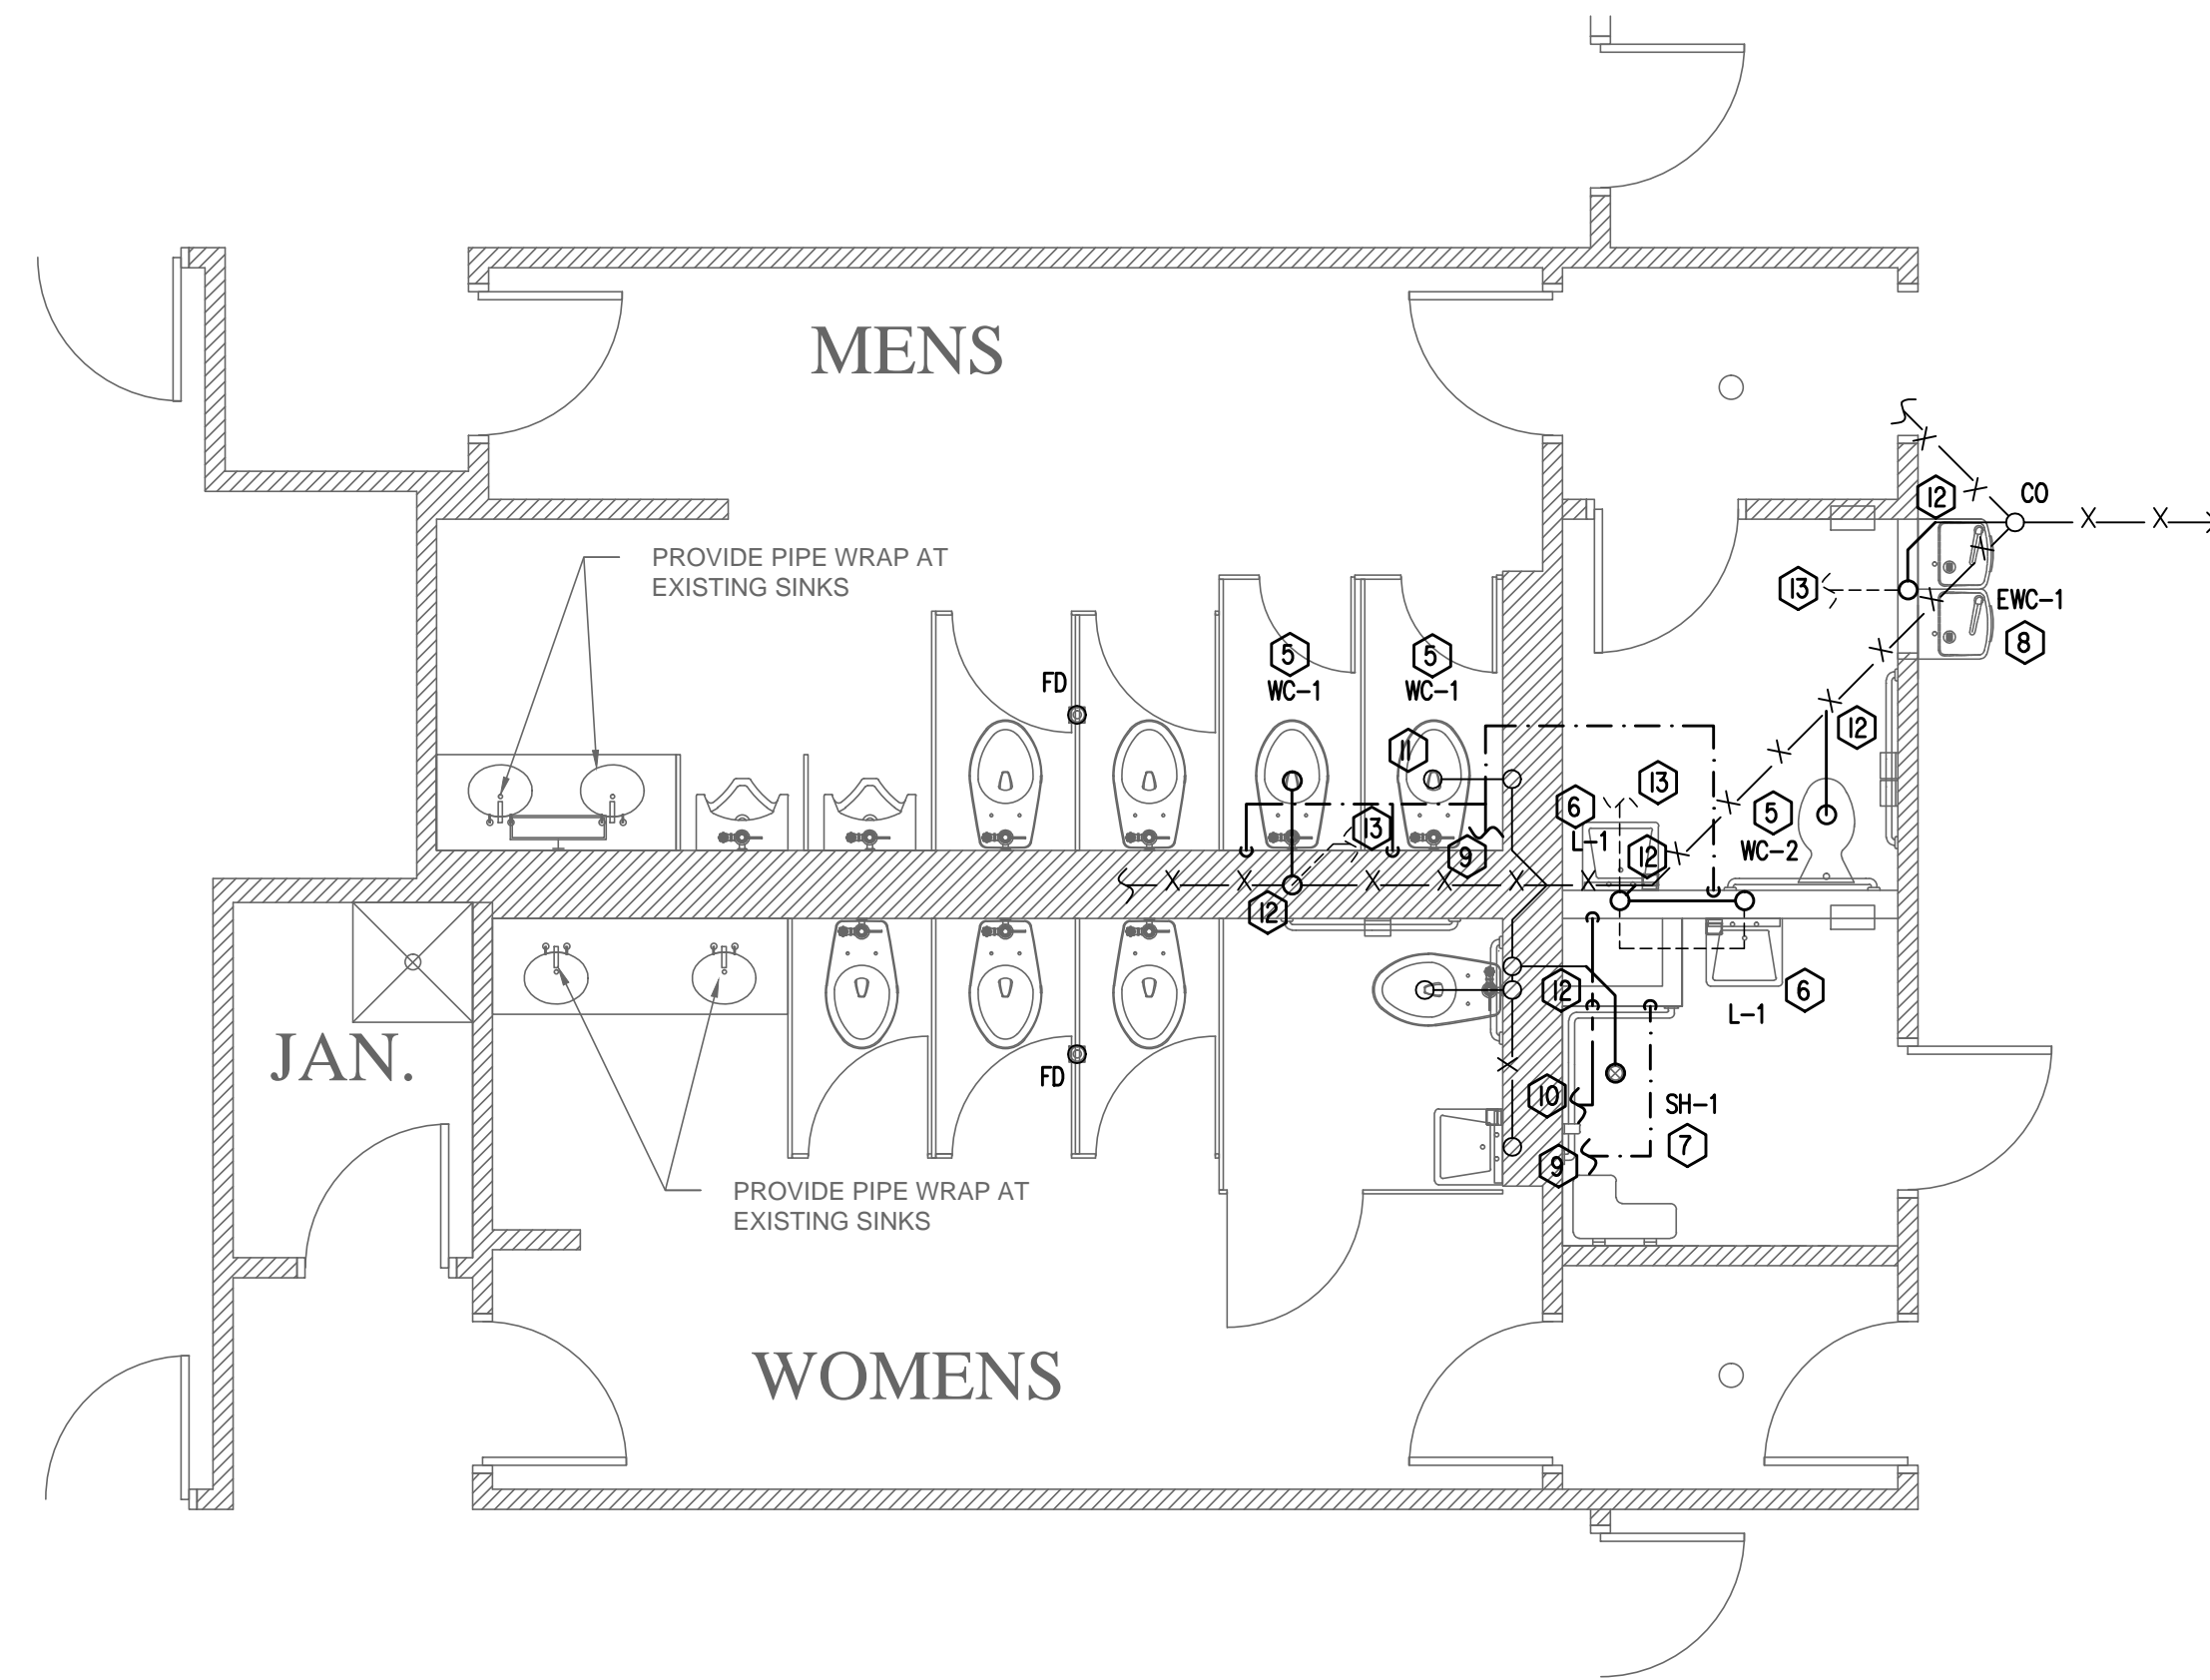 MENS
12
CO
PROVIDE PIPE WRAP AT
EXISTING SINKS
13
EWC-1
8
5
WC-1
5
WC-1
FD
12
11
13
6
L-1
5
WC-2
13
9
12
12
12
6
L-1
JAN.
FD
10
SH-1
7
9
PROVIDE PIPE WRAP AT
EXISTING SINKS
WOMENS